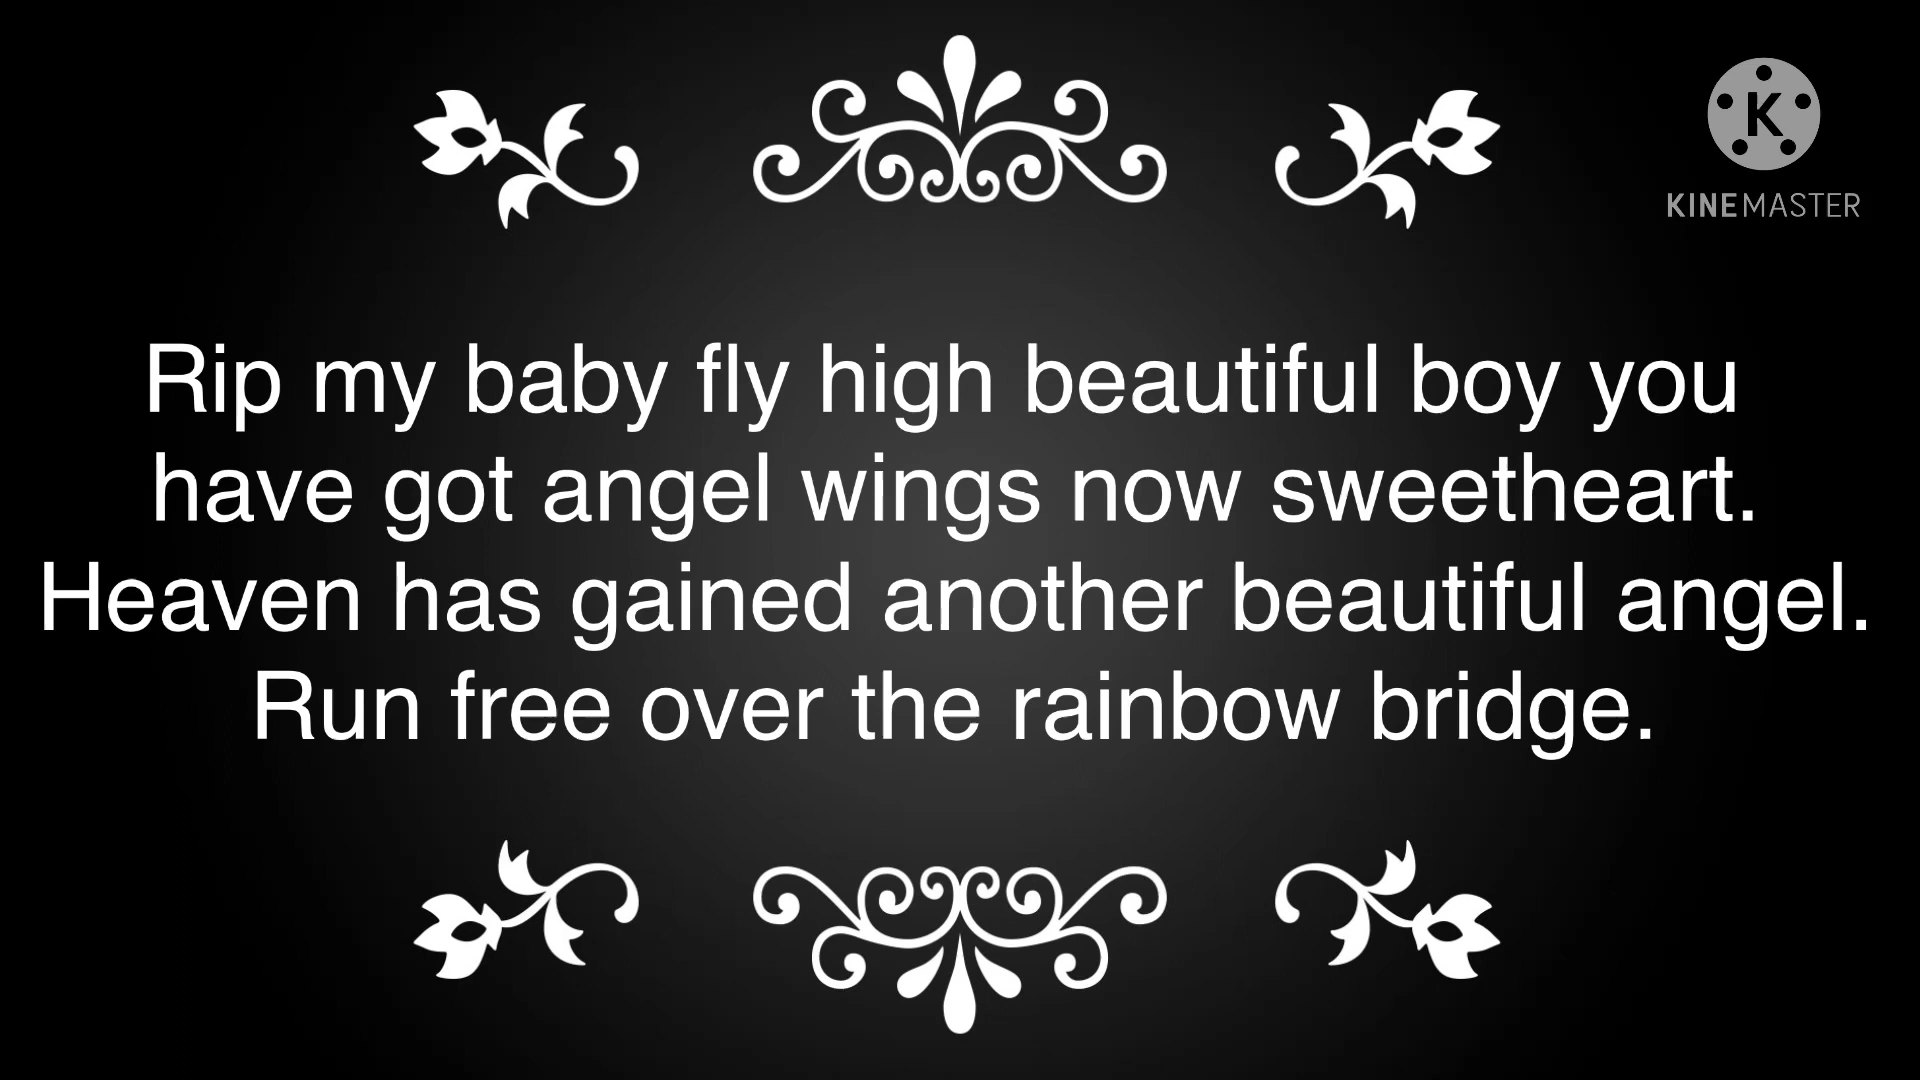 K
KINEMASTER
Rip my baby fly high beautiful boy you
have got angel wings now sweetheart.
Heaven has gained another beautiful angel.
Run free over the rainbow bridge.